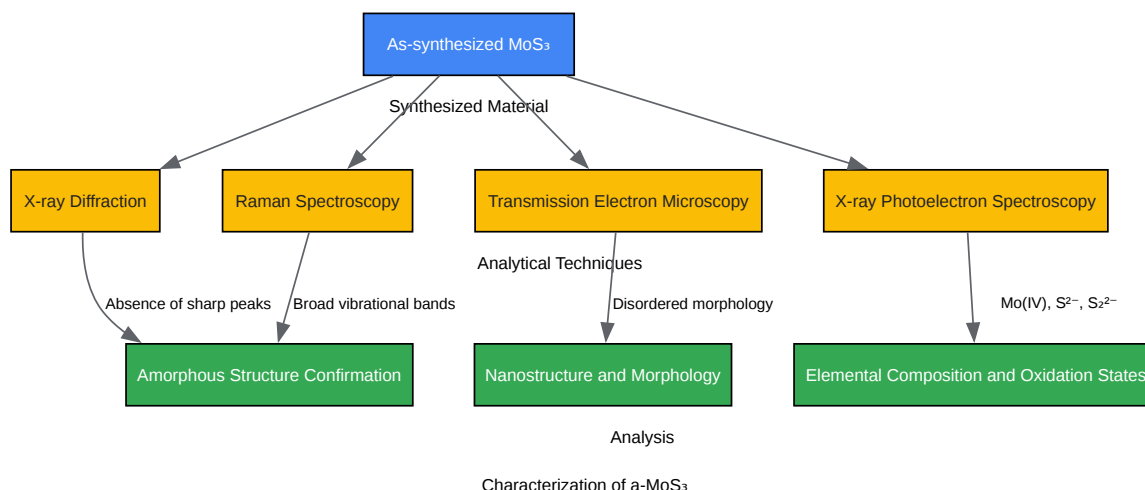 As-synthesized MoS₃
Synthesized Material
X-ray Diffraction
Raman Spectroscopy
Transmission Electron Microscopy
X-ray Photoelectron Spectroscopy
Analytical Techniques
Absence of sharp peaks
Broad vibrational bands
Disordered morphology
Mo(IV), S²⁻, S₂²⁻
Amorphous Structure Confirmation
Nanostructure and Morphology
Elemental Composition and Oxidation States
Analysis
Characterization of a-MoS₃